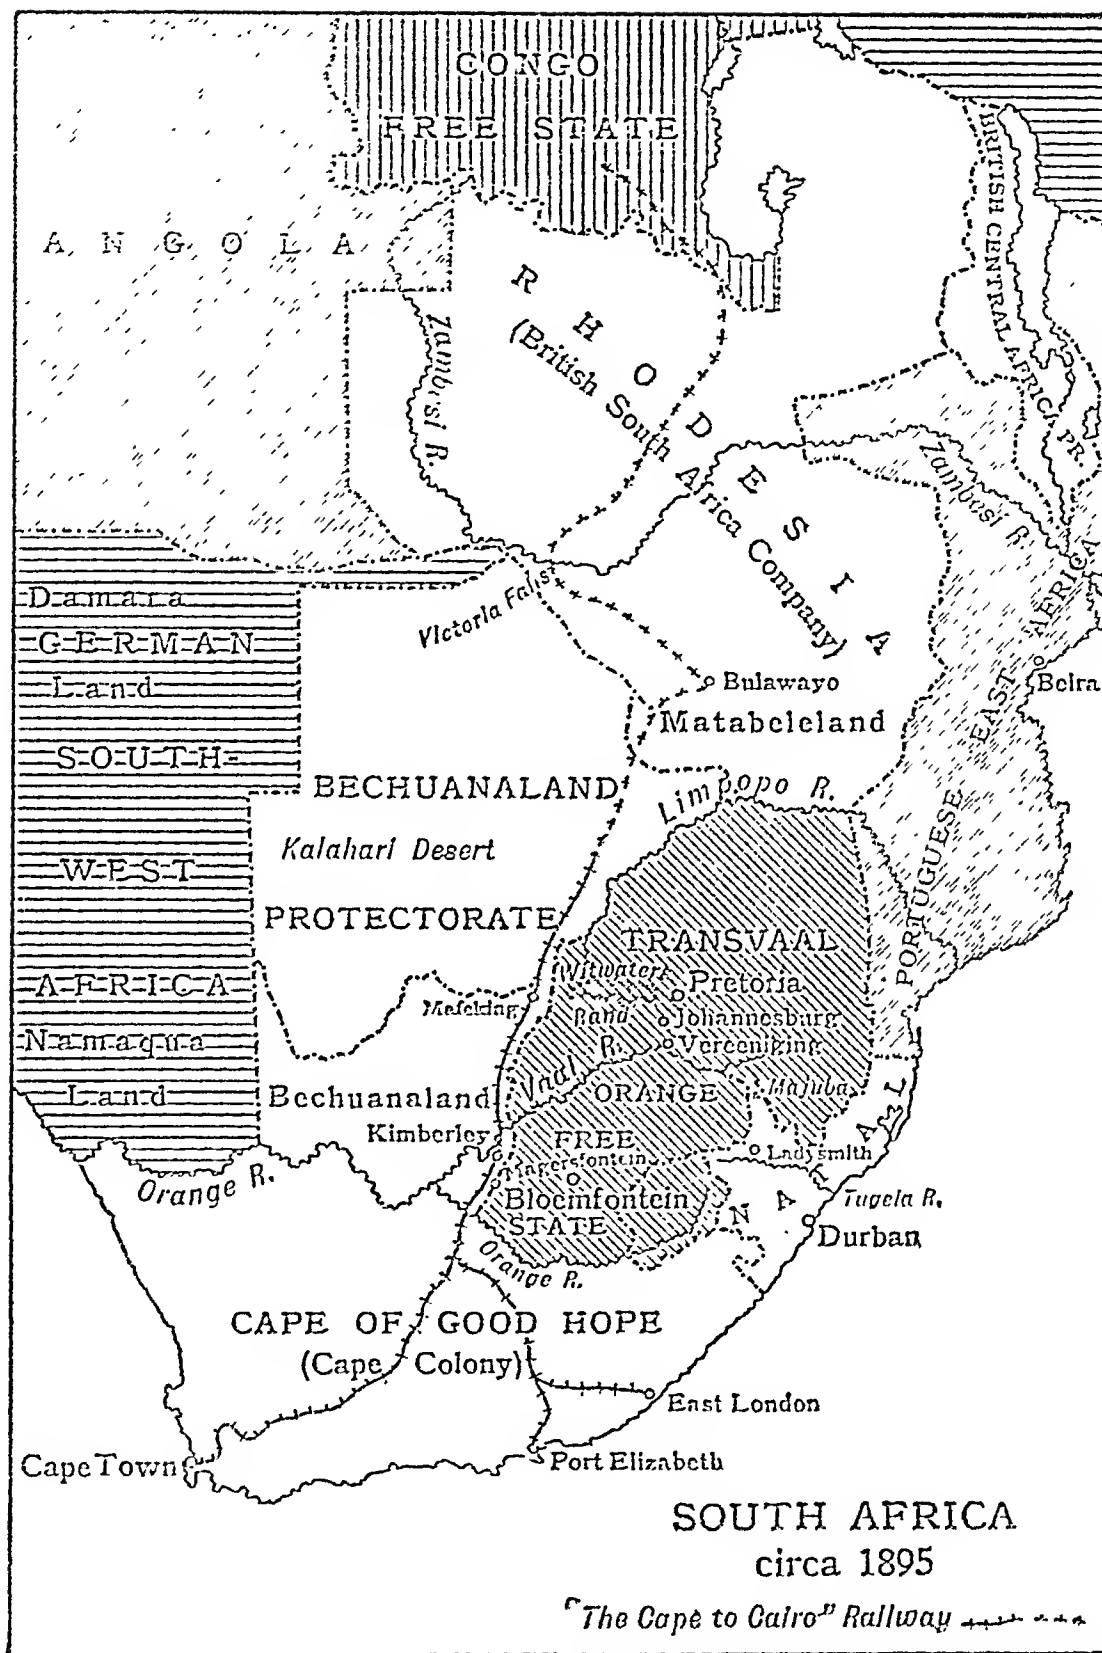 CONGO
FREE STATE
ANGOLA
BRITISH CENTRAL AFRICA PR.
RHODESIA
(British South Africa Company)
Zambisi R.
Zambesi R.
Victoria Falls
Damara
GERMAN
Land
SOUTH-
WEST
AFRICA
Namaqua
Land
Bulawayo
Matabeleland
Beira
PORTUGUESE EAST AFRICA
BECHUANALAND
Limpopo R.
Kalahari Desert
PROTECTORATE
TRANSVAAL
Witwaters
Rand
Pretoria
Mafeking
Johannesburg
Vereeniging
Vaal R.
Bechuanaland
ORANGE
Majuba
Kimberley
FREE
Ladysmith
Magersfontein
Orange R.
Bloemfontein
STATE
NATAL
Tugela R.
Durban
Orange R.
CAPE OF GOOD HOPE
(Cape Colony)
East London
Cape Town
Port Elizabeth
SOUTH AFRICA
circa 1895
"The Cape to Cairo" Railway